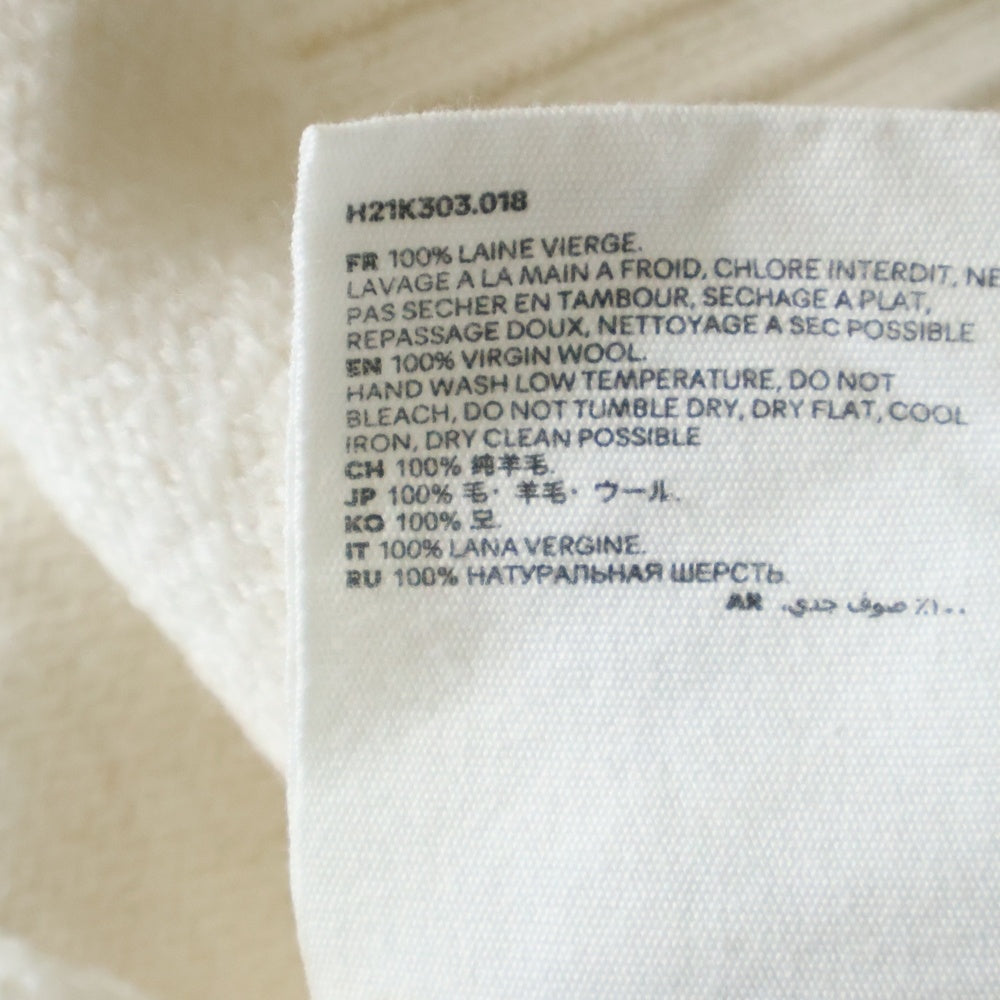 H21K303.018
FR 100% LAINE VIERGE.
LAVAGE A LA MAIN A FROID, CHLORE INTERDIT, NE
PAS SECHER EN TAMBOUR, SECHAGE A PLAT,
REPASSAGE DOUX, NETTOYAGE A SEC POSSIBLE
EN 100% VIRGIN WOOL.
HAND WASH LOW TEMPERATURE, DO NOT
BLEACH, DO NOT TUMBLE DRY, DRY FLAT, COOL
IRON, DRY CLEAN POSSIBLE
CH 100% 纯羊毛.
JP 100% 毛・羊毛・ウール.
KO 100% 모.
IT 100% LANA VERGINE.
RU 100% НАТУРАЛЬНАЯ ШЕРСТЬ.
AR ١٠٠٪ صوف جدي.